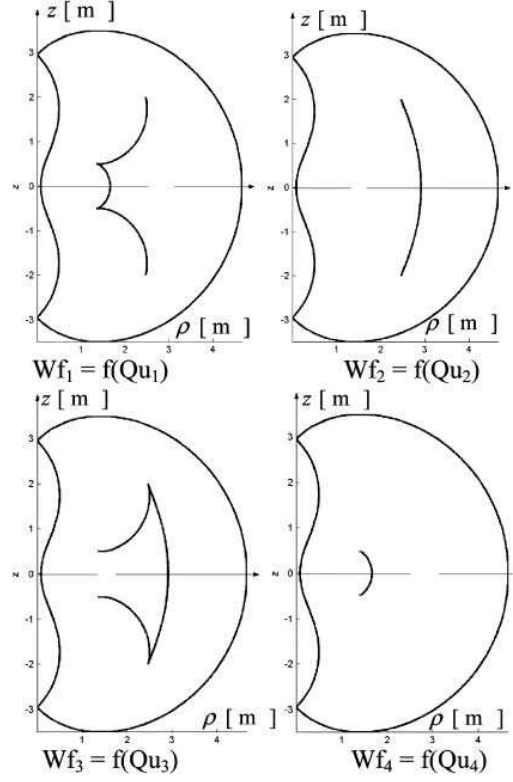 z [ m ]
3
2
1
z 0
-1
-2
-3
ρ [ m ]
1 2 3 4
Wf₁ = f(Qu₁)
z [ m ]
3
2
1
z 0
-1
-2
-3
ρ [ m ]
1 2 3 4
Wf₂ = f(Qu₂)
z [ m ]
3
2
1
z 0
-1
-2
-3
ρ [ m ]
1 2 3 4
Wf₃ = f(Qu₃)
z [ m ]
3
2
1
z 0
-1
-2
-3
ρ [ m ]
1 2 3 4
Wf₄ = f(Qu₄)